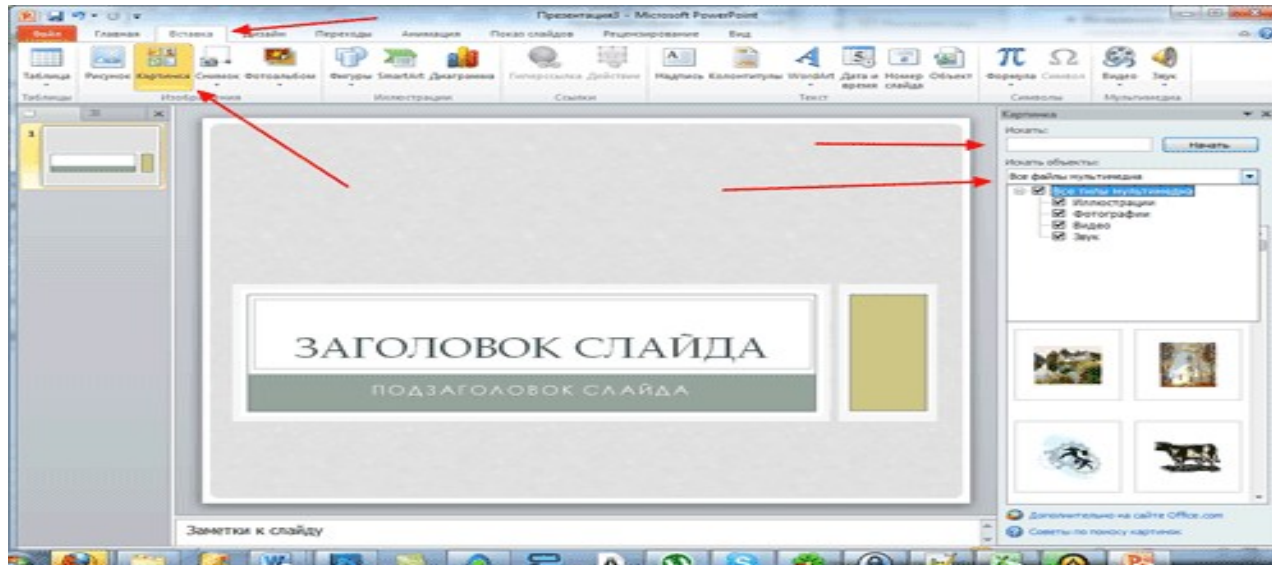 Презентация3 - Microsoft PowerPoint
Файл Главная Вставка Дизайн Переходы Анимация Показ слайдов Рецензирование Вид
Таблица Рисунок Картинка Снимок Фотоальбом Фигуры SmartArt Диаграмма Гиперссылка Действие Надпись Колонтитулы WordArt Дата и время Номер слайда Объект Формула Символ Видео Звук
Таблицы Изображения Иллюстрации Ссылки Текст Символы Мультимедиа
1
Картинка
Искать:
Начать
Искать объекты:
Все файлы мультимедиа
Все типы мультимедиа
Иллюстрации
Фотографии
Видео
Звук
ЗАГОЛОВОК СЛАЙДА
ПОДЗАГОЛОВОК СЛАЙДА
Заметки к слайду
Дополнительно на сайте Office.com
Советы по поиску картинок